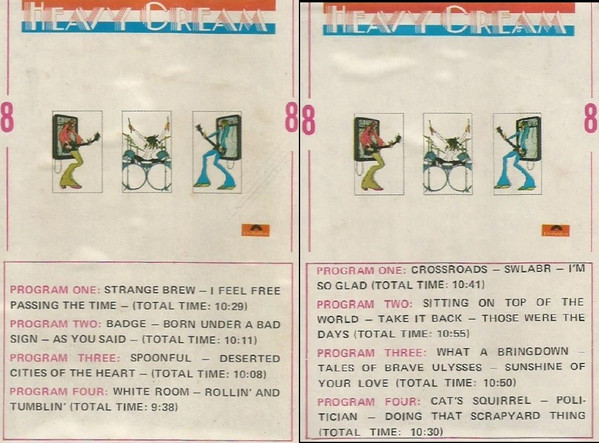 HEAVY CREAM
8
8
PROGRAM ONE: STRANGE BREW – I FEEL FREE
PASSING THE TIME – (TOTAL TIME: 10:29)
PROGRAM TWO: BADGE – BORN UNDER A BAD
SIGN – AS YOU SAID – (TOTAL TIME: 10:11)
PROGRAM THREE: SPOONFUL – DESERTED
CITIES OF THE HEART – (TOTAL TIME: 10:08)
PROGRAM FOUR: WHITE ROOM – ROLLIN' AND
TUMBLIN' (TOTAL TIME: 9:38)
HEAVY CREAM
8
8
PROGRAM ONE: CROSSROADS – SWLABR – I'M
SO GLAD (TOTAL TIME: 10:41)
PROGRAM TWO: SITTING ON TOP OF THE
WORLD – TAKE IT BACK – THOSE WERE THE
DAYS (TOTAL TIME: 10:55)
PROGRAM THREE: WHAT A BRINGDOWN –
TALES OF BRAVE ULYSSES – SUNSHINE OF
YOUR LOVE (TOTAL TIME: 10:50)
PROGRAM FOUR: CAT'S SQUIRREL – POLI-
TICIAN – DOING THAT SCRAPYARD THING
(TOTAL TIME: 10:30)